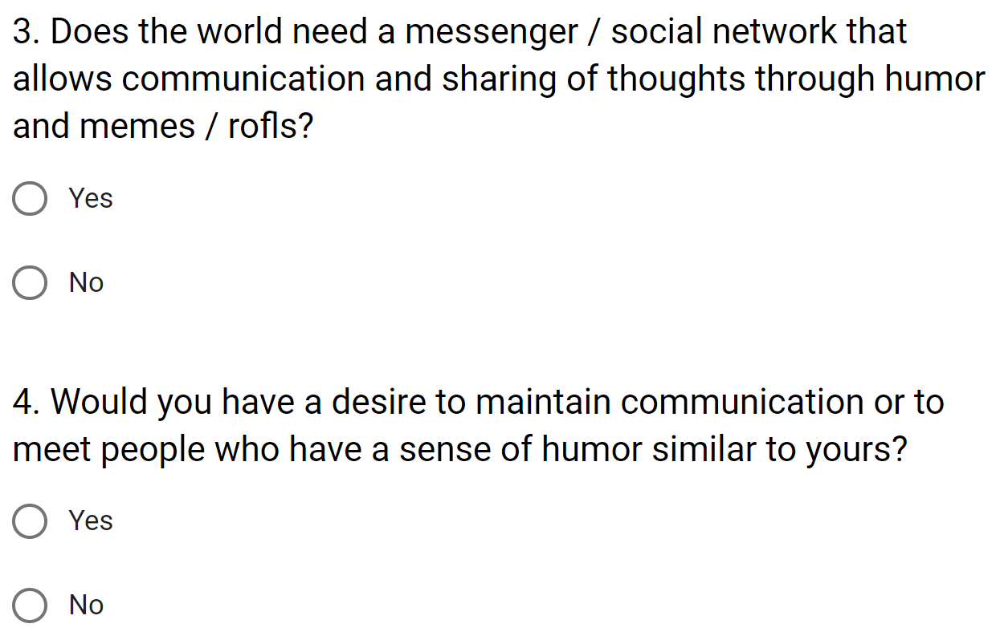 3. Does the world need a messenger / social network that
allows communication and sharing of thoughts through humor
and memes / rofls?
Yes
No
4. Would you have a desire to maintain communication or to
meet people who have a sense of humor similar to yours?
Yes
No